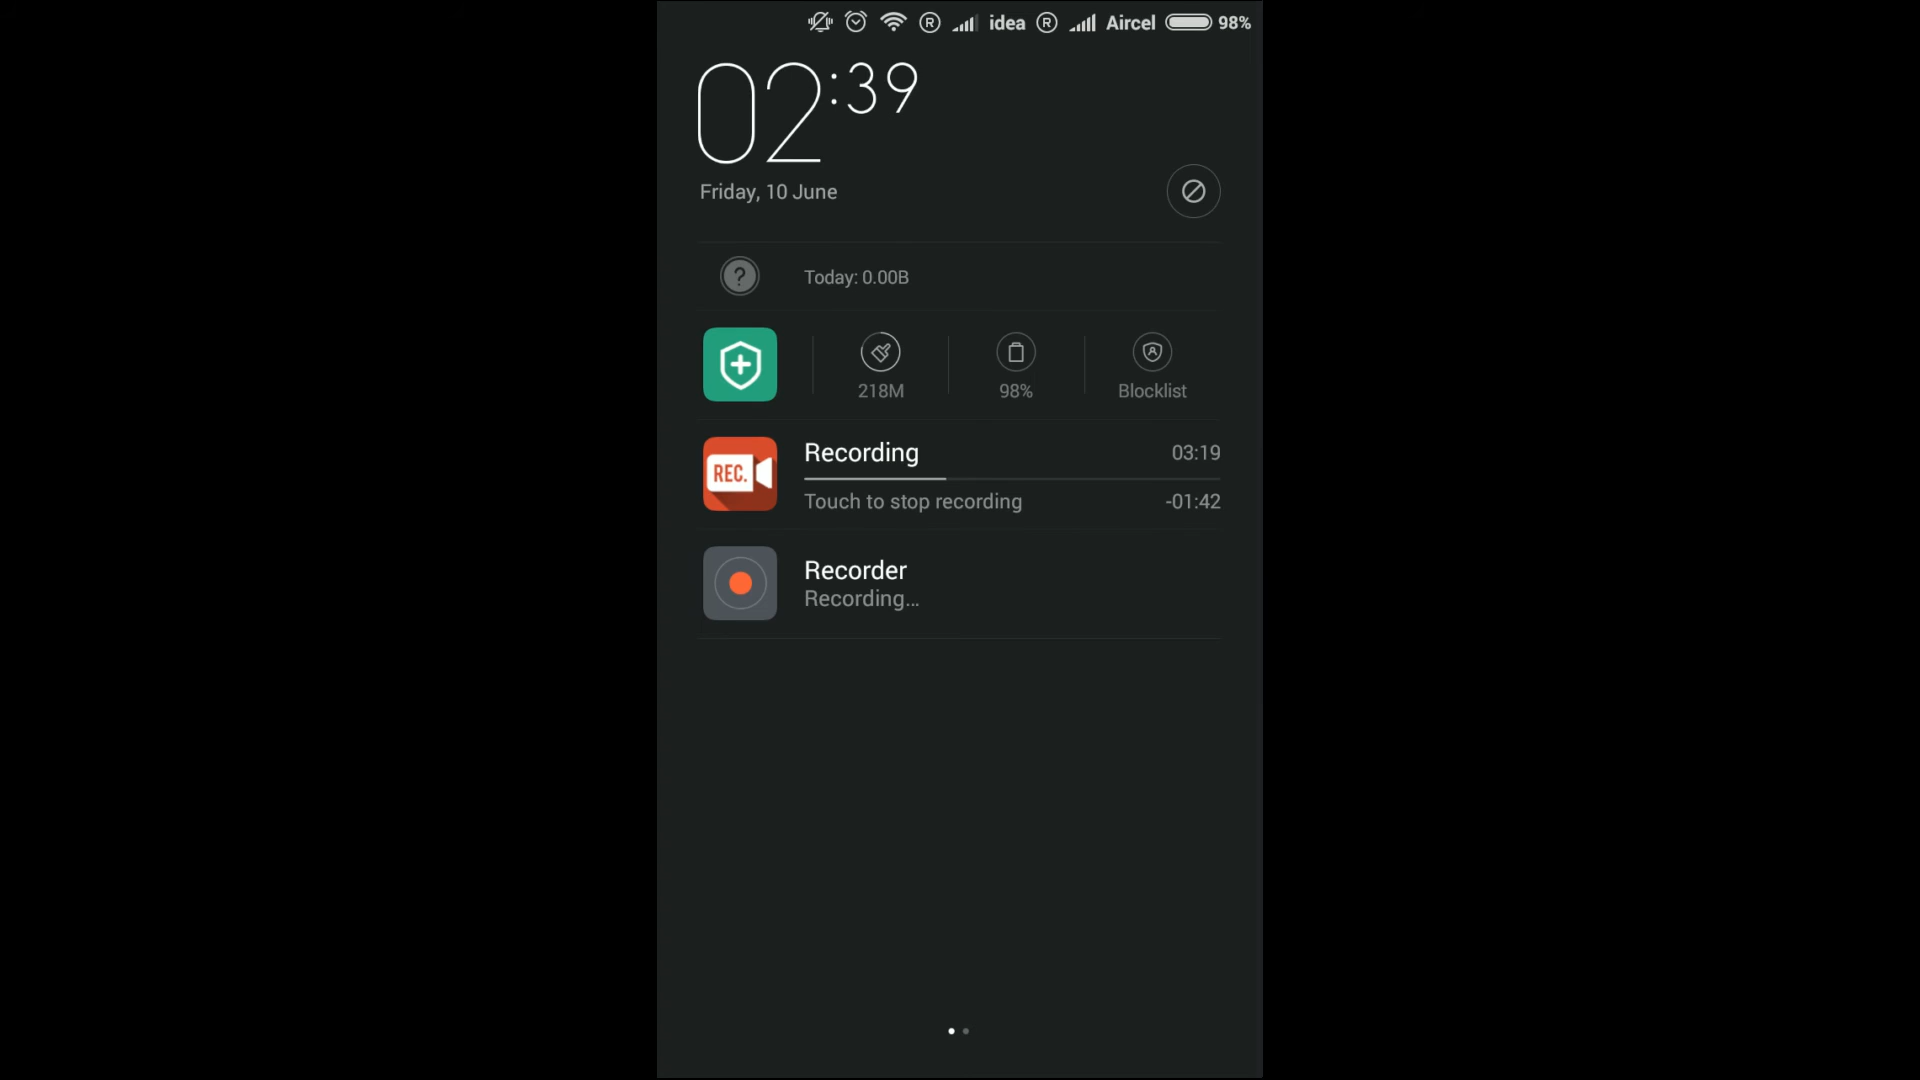 R idea R Aircel 98%
02:39
Friday, 10 June
? Today: 0.00B
218M 98% Blocklist
REC. Recording 03:19
Touch to stop recording -01:42
Recorder
Recording...